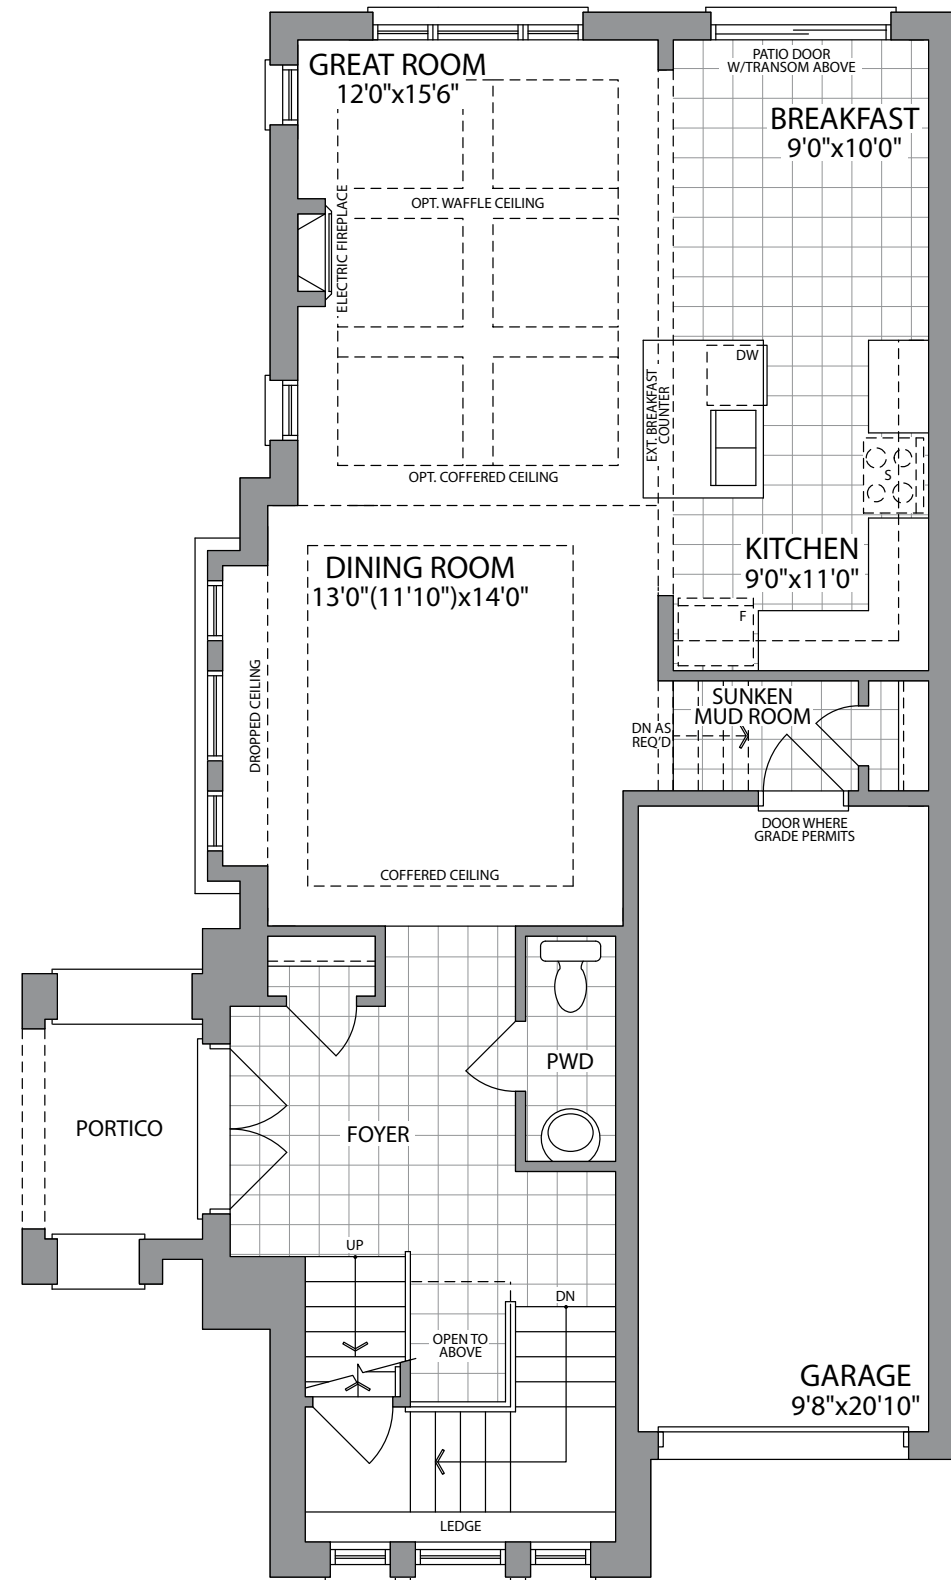 GREAT ROOM
12'0"x15'6"
PATIO DOOR
W/TRANSOM ABOVE
BREAKFAST
9'0"x10'0"
OPT. WAFFLE CEILING
ELECTRIC FIREPLACE
DW
EXT. BREAKFAST
COUNTER
S
OPT. COFFERED CEILING
KITCHEN
9'0"x11'0"
DINING ROOM
13'0"(11'10")x14'0"
F
DROPPED CEILING
SUNKEN
MUD ROOM
DN AS
REQ'D
DOOR WHERE
GRADE PERMITS
COFFERED CEILING
PWD
PORTICO
FOYER
UP
DN
OPEN TO
ABOVE
GARAGE
9'8"x20'10"
LEDGE